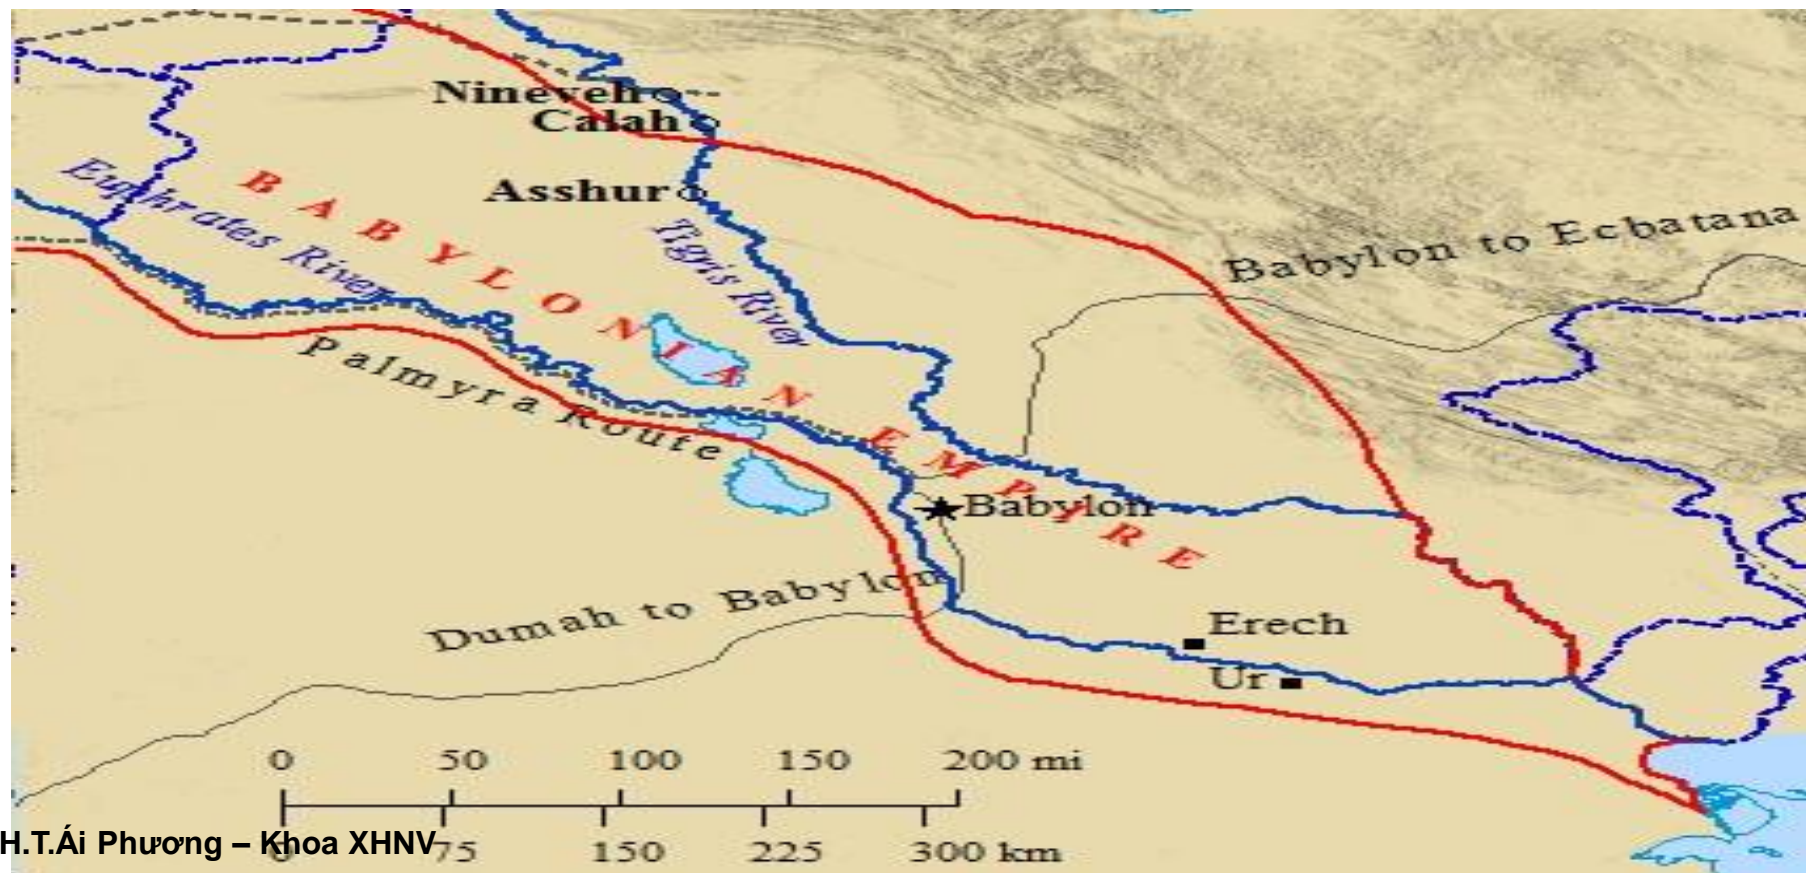 Nineveh
Calah
Asshur
Euphrates River
BABYLONIAN EMPIRE
Tigris River
Babylon to Ecbatana
Palmyra Route
Babylon
Dumah to Babylon
Erech
Ur
0 50 100 150 200 mi
0 75 150 225 300 km
H.T.Ái Phương – Khoa XHNV